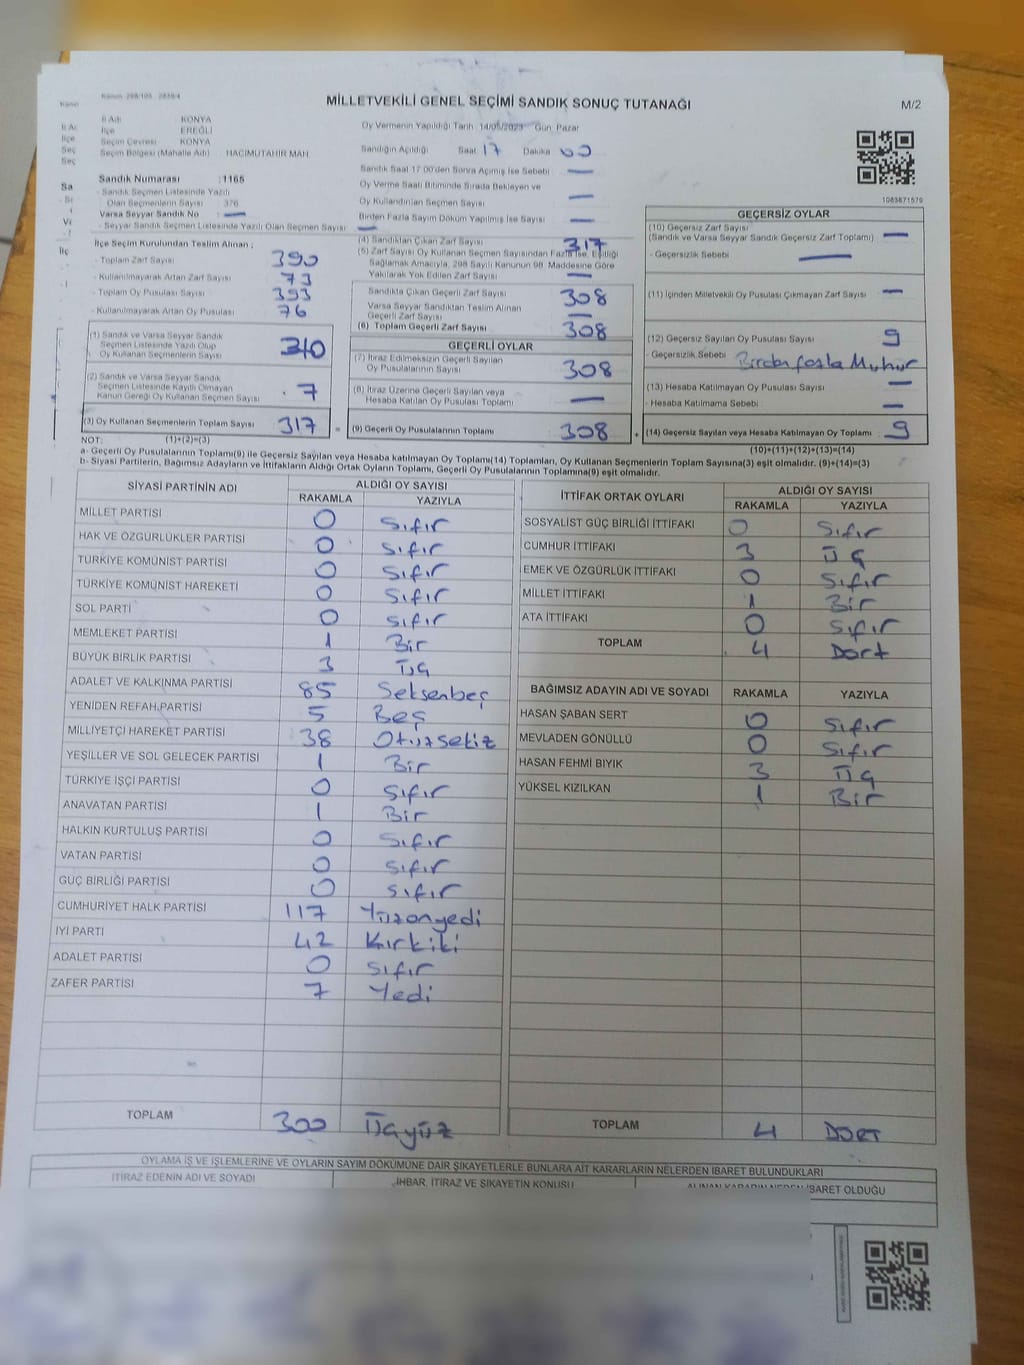 MİLLETVEKİLİ GENEL SEÇİMİ SANDIK SONUÇ TUTANAĞI
M/2
İl Adı KONYA
İlçe EREĞLİ
Seçim Çevresi KONYA
Seçim Bölgesi (Mahalle Adı) HACIMUTAHİR MAH
Oy Vermenin Yapıldığı Tarih 14/05/2023 Gün Pazar
Sandığın Açıldığı Saat 17 Dakika 00
Sandık Saat 17:00'den Sonra Açımış İse Sebebi —
Oy Verme Saati Bitiminde Sırada Bekleyen ve
Oy Kullandırılan Seçmen Sayısı —
Birden Fazla Sayım Döküm Yapılmış İse Sayısı —
Sandık Numarası :1165
- Sandık Seçmen Listesinde Yazılı
Olan Seçmenlerin Sayısı 376
Varsa Seyyar Sandık No —
- Seyyar Sandık Seçmen Listesinde Yazılı Olan Seçmen Sayısı —
1083871579
İlçe Seçim Kurulundan Teslim Alınan ;
- Toplam Zarf Sayısı 390
- Kullanılmayarak Artan Zarf Sayısı 73
- Toplam Oy Pusulası Sayısı 393
- Kullanılmayarak Artan Oy Pusulası 76
(1) Sandık ve Varsa Seyyar Sandık
Seçmen Listesinde Yazılı Olup
Oy Kullanan Seçmenlerin Sayısı 310
(2) Sandık ve Varsa Seyyar Sandık
Seçmen Listesinde Kayıtlı Olmayan
Kanun Gereği Oy Kullanan Seçmen Sayısı 7
(3) Oy Kullanan Seçmenlerin Toplam Sayısı 317 =
(4) Sandıktan Çıkan Zarf Sayısı 317
(5) Zarf Sayısı Oy Kullanan Seçmen Sayısından Fazla İse, Eşitliği
Sağlamak Amacıyla, 298 Sayılı Kanunun 98. Maddesine Göre
Yakılarak Yok Edilen Zarf Sayısı —
Sandıkta Çıkan Geçerli Zarf Sayısı 308
Varsa Seyyar Sandıktan Teslim Alınan
Geçerli Zarf Sayısı —
(6) Toplam Geçerli Zarf Sayısı 308
GEÇERLİ OYLAR
(7) İtiraz Edilmeksizin Geçerli Sayılan
Oy Pusulalarının Sayısı 308
(8) İtiraz Üzerine Geçerli Sayılan veya
Hesaba Katılan Oy Pusulası Toplamı —
(9) Geçerli Oy Pusulalarının Toplamı 308 +
GEÇERSİZ OYLAR
(10) Geçersiz Zarf Sayısı
(Sandık ve Varsa Seyyar Sandık Geçersiz Zarf Toplamı) —
- Geçersizlik Sebebi —
(11) İçinden Milletvekili Oy Pusulası Çıkmayan Zarf Sayısı —
(12) Geçersiz Sayılan Oy Pusulası Sayısı 9
- Geçersizlik Sebebi Birden fazla Mühür
(13) Hesaba Katılmayan Oy Pusulası Sayısı —
- Hesaba Katılmama Sebebi —
(14) Geçersiz Sayılan veya Hesaba Katılmayan Oy Toplamı : 9
NOT: (1)+(2)=(3) (10)+(11)+(12)+(13)=(14)
a- Geçerli Oy Pusulalarının Toplamı(9) ile Geçersiz Sayılan veya Hesaba katılmayan Oy Toplamı(14) Toplamları, Oy Kullanan Seçmenlerin Toplam Sayısına(3) eşit olmalıdır. (9)+(14)=(3)
b- Siyasi Partilerin, Bağımsız Adayların ve İttifakların Aldığı Ortak Oyların Toplamı, Geçerli Oy Pusulalarının Toplamına(9) eşit olmalıdır.
SİYASİ PARTİNİN ADI ALDIĞI OY SAYISI
RAKAMLA YAZIYLA
MİLLET PARTİSİ 0 Sıfır
HAK VE ÖZGÜRLÜKLER PARTİSİ 0 Sıfır
TÜRKİYE KOMÜNİST PARTİSİ 0 Sıfır
TÜRKİYE KOMÜNİST HAREKETİ 0 Sıfır
SOL PARTİ 0 Sıfır
MEMLEKET PARTİSİ 1 Bir
BÜYÜK BİRLİK PARTİSİ 3 Üç
ADALET VE KALKINMA PARTİSİ 85 Seksenbeş
YENİDEN REFAH PARTİSİ 5 Beş
MİLLİYETÇİ HAREKET PARTİSİ 38 Otuzsekiz
YEŞİLLER VE SOL GELECEK PARTİSİ 1 Bir
TÜRKİYE İŞÇİ PARTİSİ 0 Sıfır
ANAVATAN PARTİSİ 1 Bir
HALKIN KURTULUŞ PARTİSİ 0 Sıfır
VATAN PARTİSİ 0 Sıfır
GÜÇ BİRLİĞİ PARTİSİ 0 Sıfır
CUMHURİYET HALK PARTİSİ 117 Yüzonyedi
İYİ PARTİ 42 Kırkiki
ADALET PARTİSİ 0 Sıfır
ZAFER PARTİSİ 7 Yedi
TOPLAM 300 Üçyüz
İTTİFAK ORTAK OYLARI ALDIĞI OY SAYISI
RAKAMLA YAZIYLA
SOSYALİST GÜÇ BİRLİĞİ İTTİFAKI 0 Sıfır
CUMHUR İTTİFAKI 3 Üç
EMEK VE ÖZGÜRLÜK İTTİFAKI 0 Sıfır
MİLLET İTTİFAKI 1 Bir
ATA İTTİFAKI 0 Sıfır
TOPLAM 4 Dört
BAĞIMSIZ ADAYIN ADI VE SOYADI RAKAMLA YAZIYLA
HASAN ŞABAN SERT 0 Sıfır
MEVLADEN GÖNÜLLÜ 0 Sıfır
HASAN FEHMİ BIYIK 3 Üç
YÜKSEL KIZILKAN 1 Bir
TOPLAM 4 DÖRT
OYLAMA İŞ VE İŞLEMLERİNE VE OYLARIN SAYIM DÖKÜMÜNE DAİR ŞİKAYETLERLE BUNLARA AİT KARARLARIN NELERDEN İBARET BULUNDUKLARI
İTİRAZ EDENİN ADI VE SOYADI İHBAR, İTİRAZ VE ŞİKAYETİN KONUSU ALINAN KARARIN NEDEN İBARET OLDUĞU